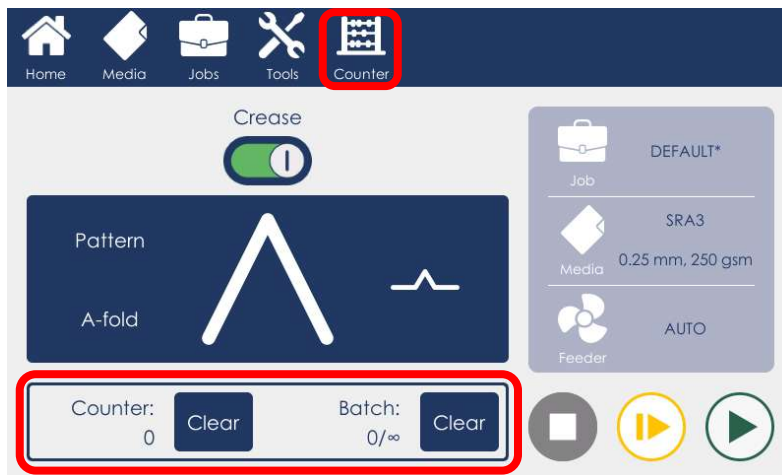 Home Media Jobs Tools Counter
Crease
Pattern
A-fold
DEFAULT*
Job
SRA3
0.25 mm, 250 gsm
Media
AUTO
Feeder
Counter:
0
Clear
Batch:
0/∞
Clear